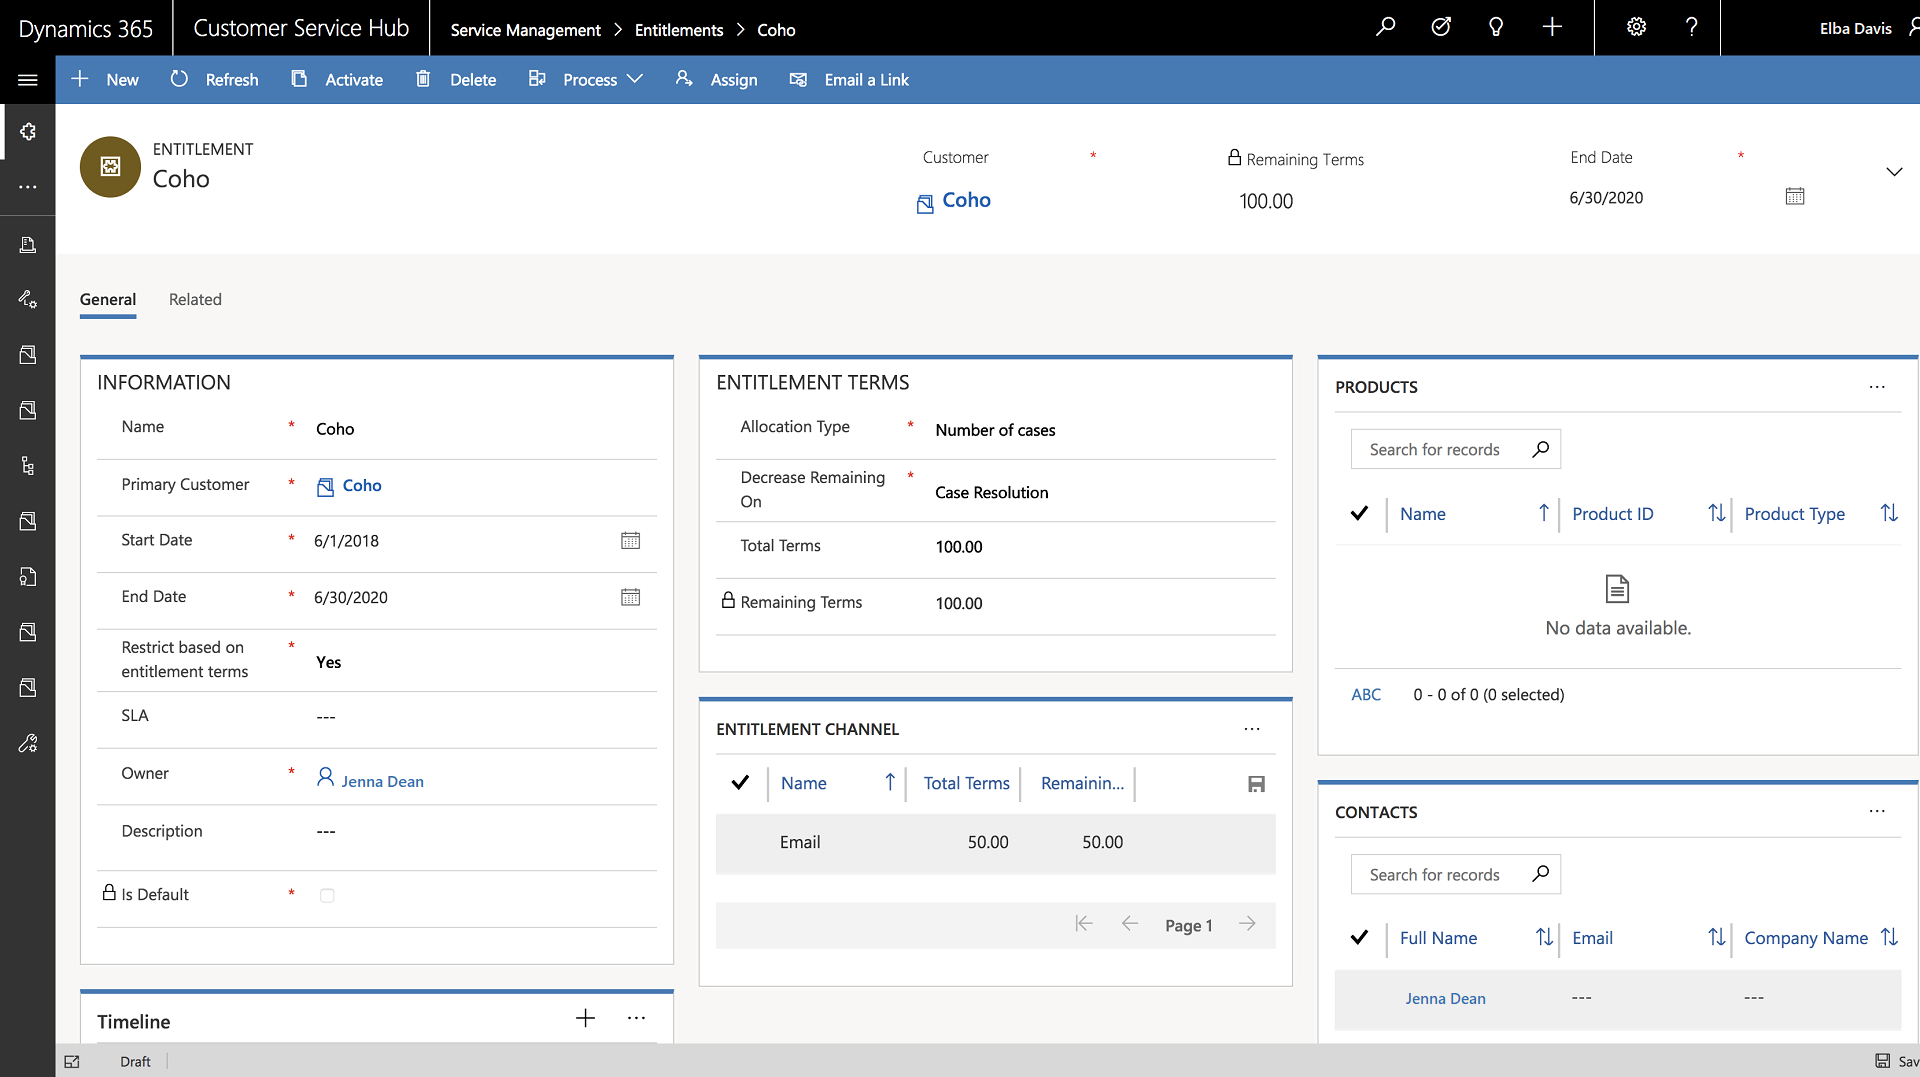 Dynamics 365 Customer Service Hub Service Management > Entitlements > Coho ? Elba Davis
New Refresh Activate Delete Process Assign Email a Link
ENTITLEMENT
Coho
Customer *
Coho
Remaining Terms
100.00
End Date *
6/30/2020
General Related
INFORMATION
Name * Coho
Primary Customer * Coho
Start Date * 6/1/2018
End Date * 6/30/2020
Restrict based on
entitlement terms * Yes
SLA ---
Owner * Jenna Dean
Description ---
Is Default *
Timeline + ...
ENTITLEMENT TERMS
Allocation Type * Number of cases
Decrease Remaining
On * Case Resolution
Total Terms 100.00
Remaining Terms 100.00
ENTITLEMENT CHANNEL ...
Name Total Terms Remainin...
Email 50.00 50.00
Page 1
PRODUCTS ...
Search for records
Name Product ID Product Type
No data available.
ABC 0 - 0 of 0 (0 selected)
CONTACTS ...
Search for records
Full Name Email Company Name
Jenna Dean --- ---
Draft Sav